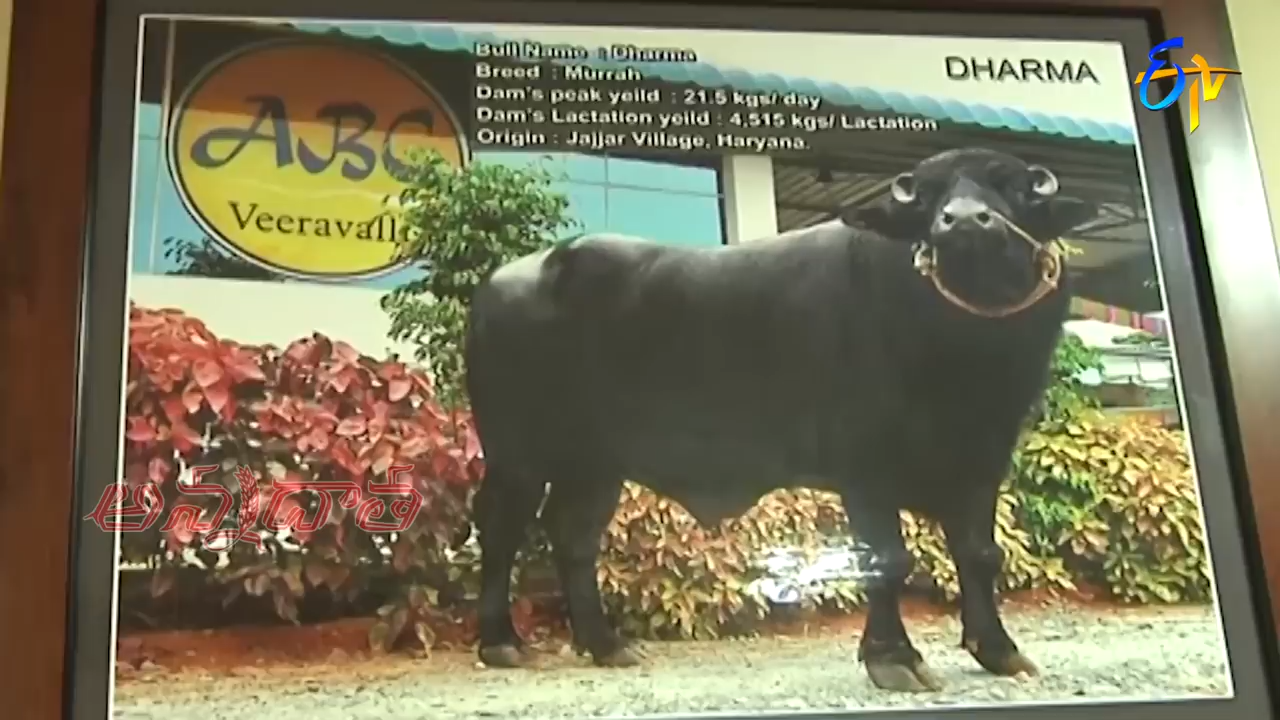 Bull Name : Dharma
Breed : Murrah
Dam's peak yeild : 21.5 kgs/ day
Dam's Lactation yeild : 4,515 kgs/ Lactation
Origin : Jajjar Village, Haryana.
DHARMA
ETV
ABC
Veeravalli
అన్నదాత